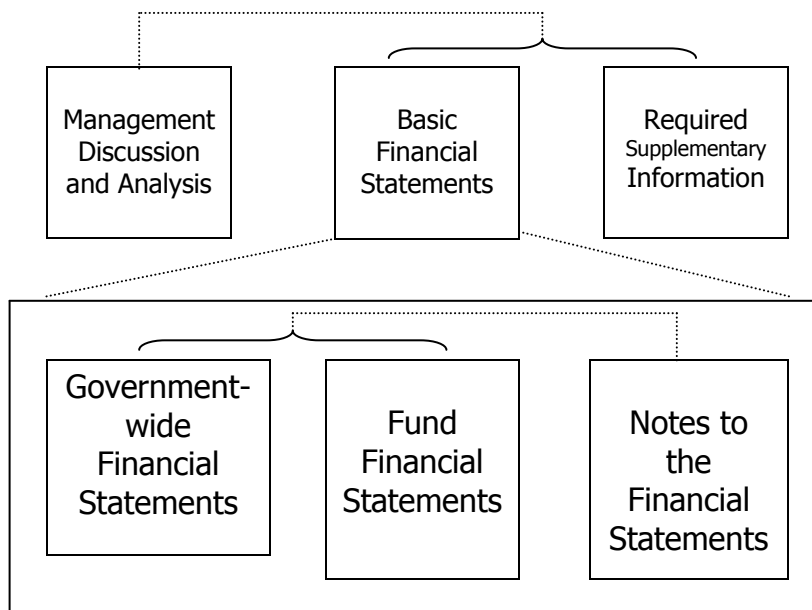 Management
Discussion
and Analysis
Basic
Financial
Statements
Required
Supplementary
Information
Government-
wide
Financial
Statements
Fund
Financial
Statements
Notes to
the
Financial
Statements